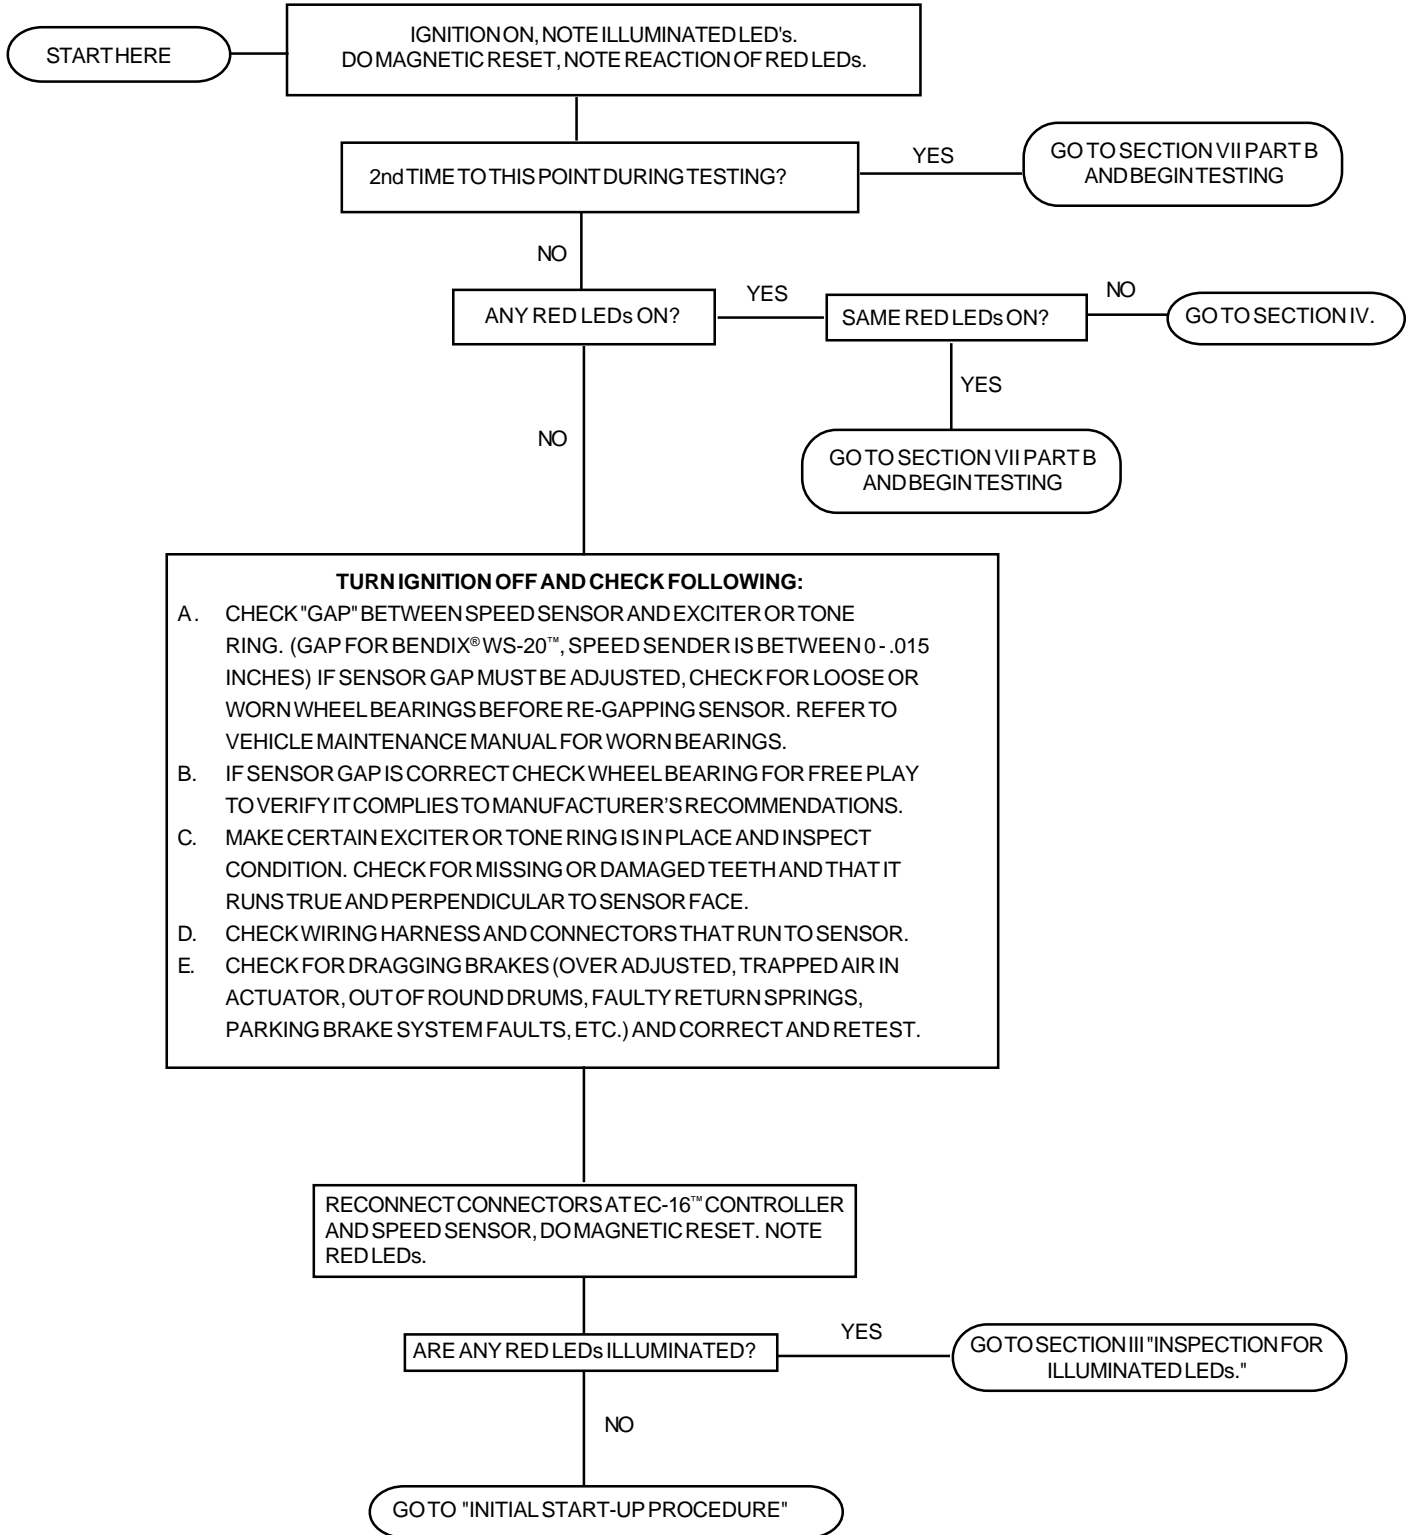 START HERE
IGNITION ON, NOTE ILLUMINATED LED's.
DO MAGNETIC RESET, NOTE REACTION OF RED LEDs.
2nd TIME TO THIS POINT DURING TESTING?
YES
GO TO SECTION VII PART B
AND BEGIN TESTING
NO
ANY RED LEDs ON?
YES
SAME RED LEDs ON?
NO
GO TO SECTION IV.
YES
GO TO SECTION VII PART B
AND BEGIN TESTING
NO
TURN IGNITION OFF AND CHECK FOLLOWING:
A. CHECK "GAP" BETWEEN SPEED SENSOR AND EXCITER OR TONE
RING. (GAP FOR BENDIX® WS-20™, SPEED SENDER IS BETWEEN 0 - .015
INCHES) IF SENSOR GAP MUST BE ADJUSTED, CHECK FOR LOOSE OR
WORN WHEEL BEARINGS BEFORE RE-GAPPING SENSOR. REFER TO
VEHICLE MAINTENANCE MANUAL FOR WORN BEARINGS.
B. IF SENSOR GAP IS CORRECT CHECK WHEEL BEARING FOR FREE PLAY
TO VERIFY IT COMPLIES TO MANUFACTURER'S RECOMMENDATIONS.
C. MAKE CERTAIN EXCITER OR TONE RING IS IN PLACE AND INSPECT
CONDITION. CHECK FOR MISSING OR DAMAGED TEETH AND THAT IT
RUNS TRUE AND PERPENDICULAR TO SENSOR FACE.
D. CHECK WIRING HARNESS AND CONNECTORS THAT RUN TO SENSOR.
E. CHECK FOR DRAGGING BRAKES (OVER ADJUSTED, TRAPPED AIR IN
ACTUATOR, OUT OF ROUND DRUMS, FAULTY RETURN SPRINGS,
PARKING BRAKE SYSTEM FAULTS, ETC.) AND CORRECT AND RETEST.
RECONNECT CONNECTORS AT EC-16™ CONTROLLER
AND SPEED SENSOR, DO MAGNETIC RESET. NOTE
RED LEDs.
ARE ANY RED LEDs ILLUMINATED?
YES
GO TO SECTION III "INSPECTION FOR
ILLUMINATED LEDs."
NO
GO TO "INITIAL START-UP PROCEDURE"